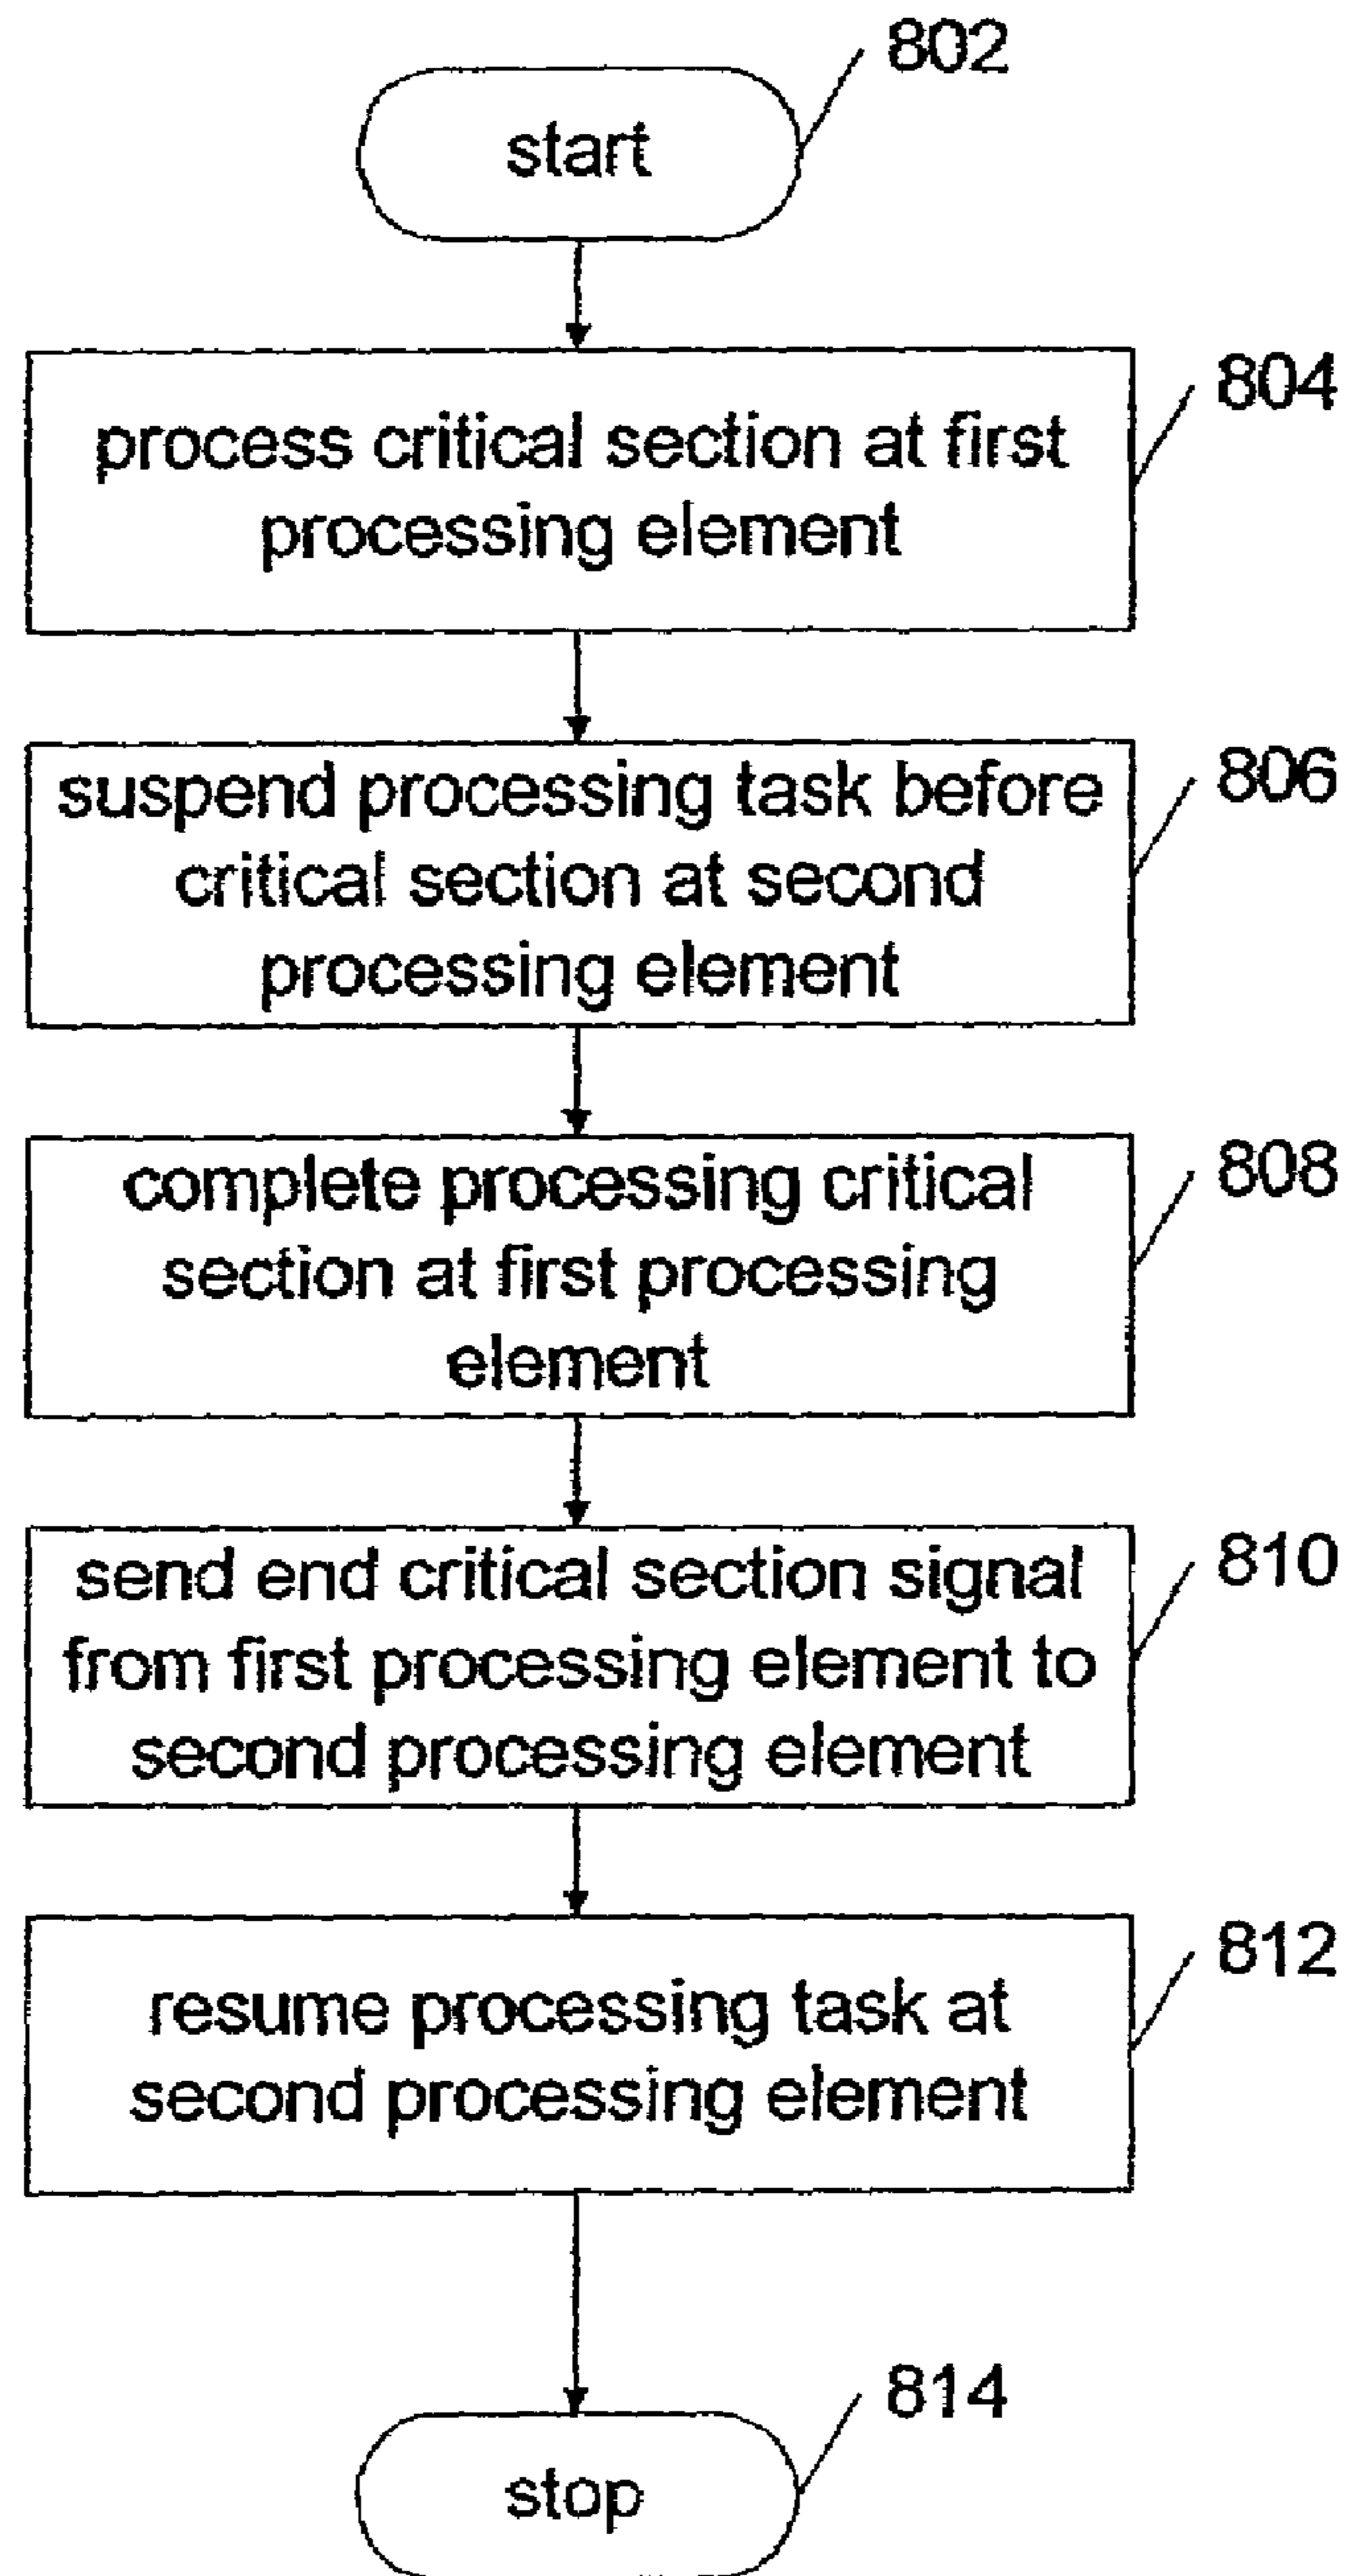 802
start
804
process critical section at first
processing element
806
suspend processing task before
critical section at second
processing element
808
complete processing critical
section at first processing
element
810
send end critical section signal
from first processing element to
second processing element
812
resume processing task at
second processing element
814
stop